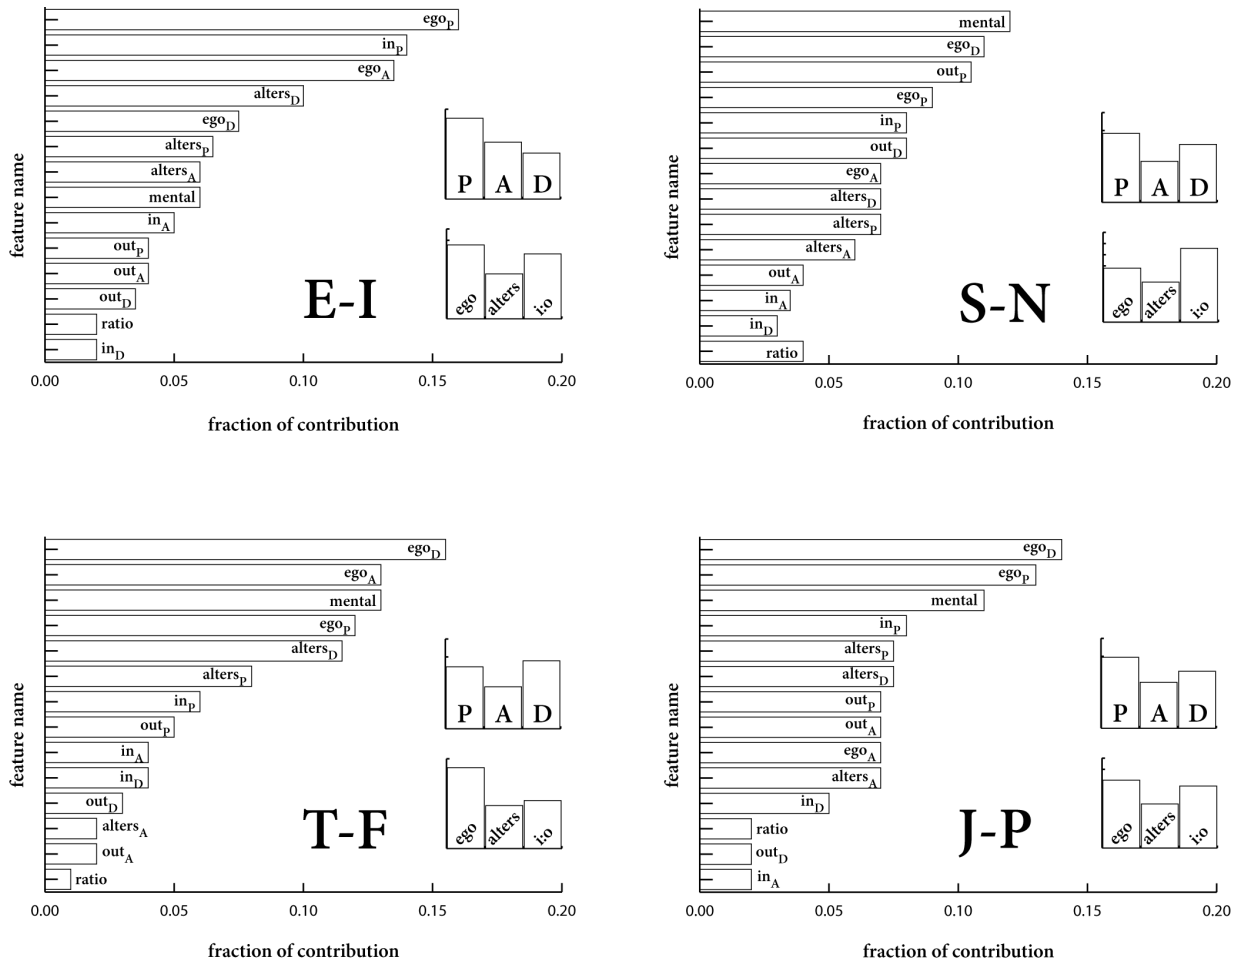 ego_P
in_P
ego_A
alters_D
ego_D
alters_P
alters_A
mental
in_A
out_P
out_A
out_D
ratio
in_D
feature name
P A D
ego alters i:o
E-I
0.00 0.05 0.10 0.15 0.20
fraction of contribution
mental
ego_D
out_P
ego_P
in_P
out_D
ego_A
alters_D
alters_P
alters_A
out_A
in_A
in_D
ratio
feature name
P A D
ego alters i:o
S-N
0.00 0.05 0.10 0.15 0.20
fraction of contribution
ego_D
ego_A
mental
ego_P
alters_D
alters_P
in_P
out_P
in_A
in_D
out_D
alters_A
out_A
ratio
feature name
P A D
ego alters i:o
T-F
0.00 0.05 0.10 0.15 0.20
fraction of contribution
ego_D
ego_P
mental
in_P
alters_P
alters_D
out_P
out_A
ego_A
alters_A
in_D
ratio
out_D
in_A
feature name
P A D
ego alters i:o
J-P
0.00 0.05 0.10 0.15 0.20
fraction of contribution